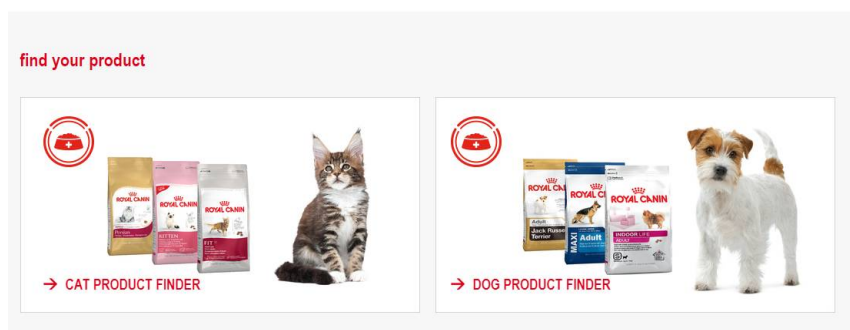 find your product
ROYAL CANIN
Persian
ROYAL CANIN
KITTEN
ROYAL CANIN
FIT
CAT PRODUCT FINDER
ROYAL CANIN
Adult
Jack Russell
Terrier
ROYAL CANIN
MAXI
Adult
ROYAL CANIN
INDOOR LIFE
ADULT
DOG PRODUCT FINDER